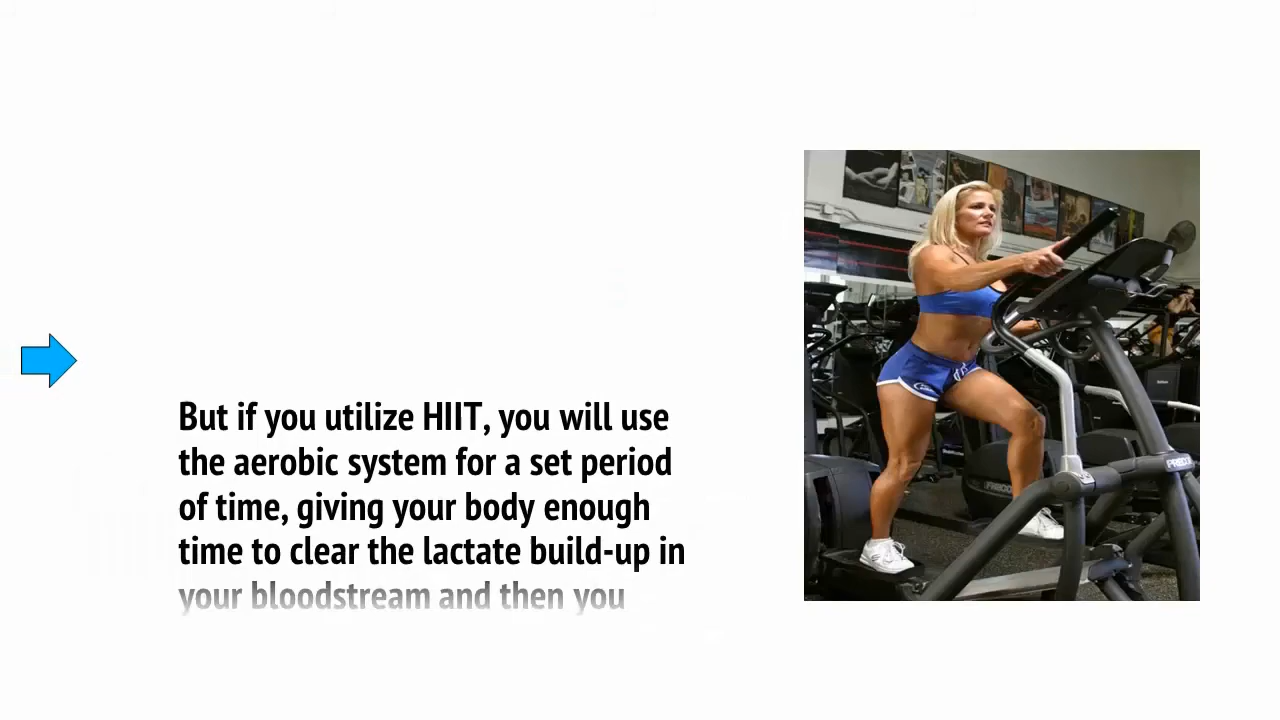 But if you utilize HIIT, you will use
the aerobic system for a set period
of time, giving your body enough
time to clear the lactate build-up in
your bloodstream and then you